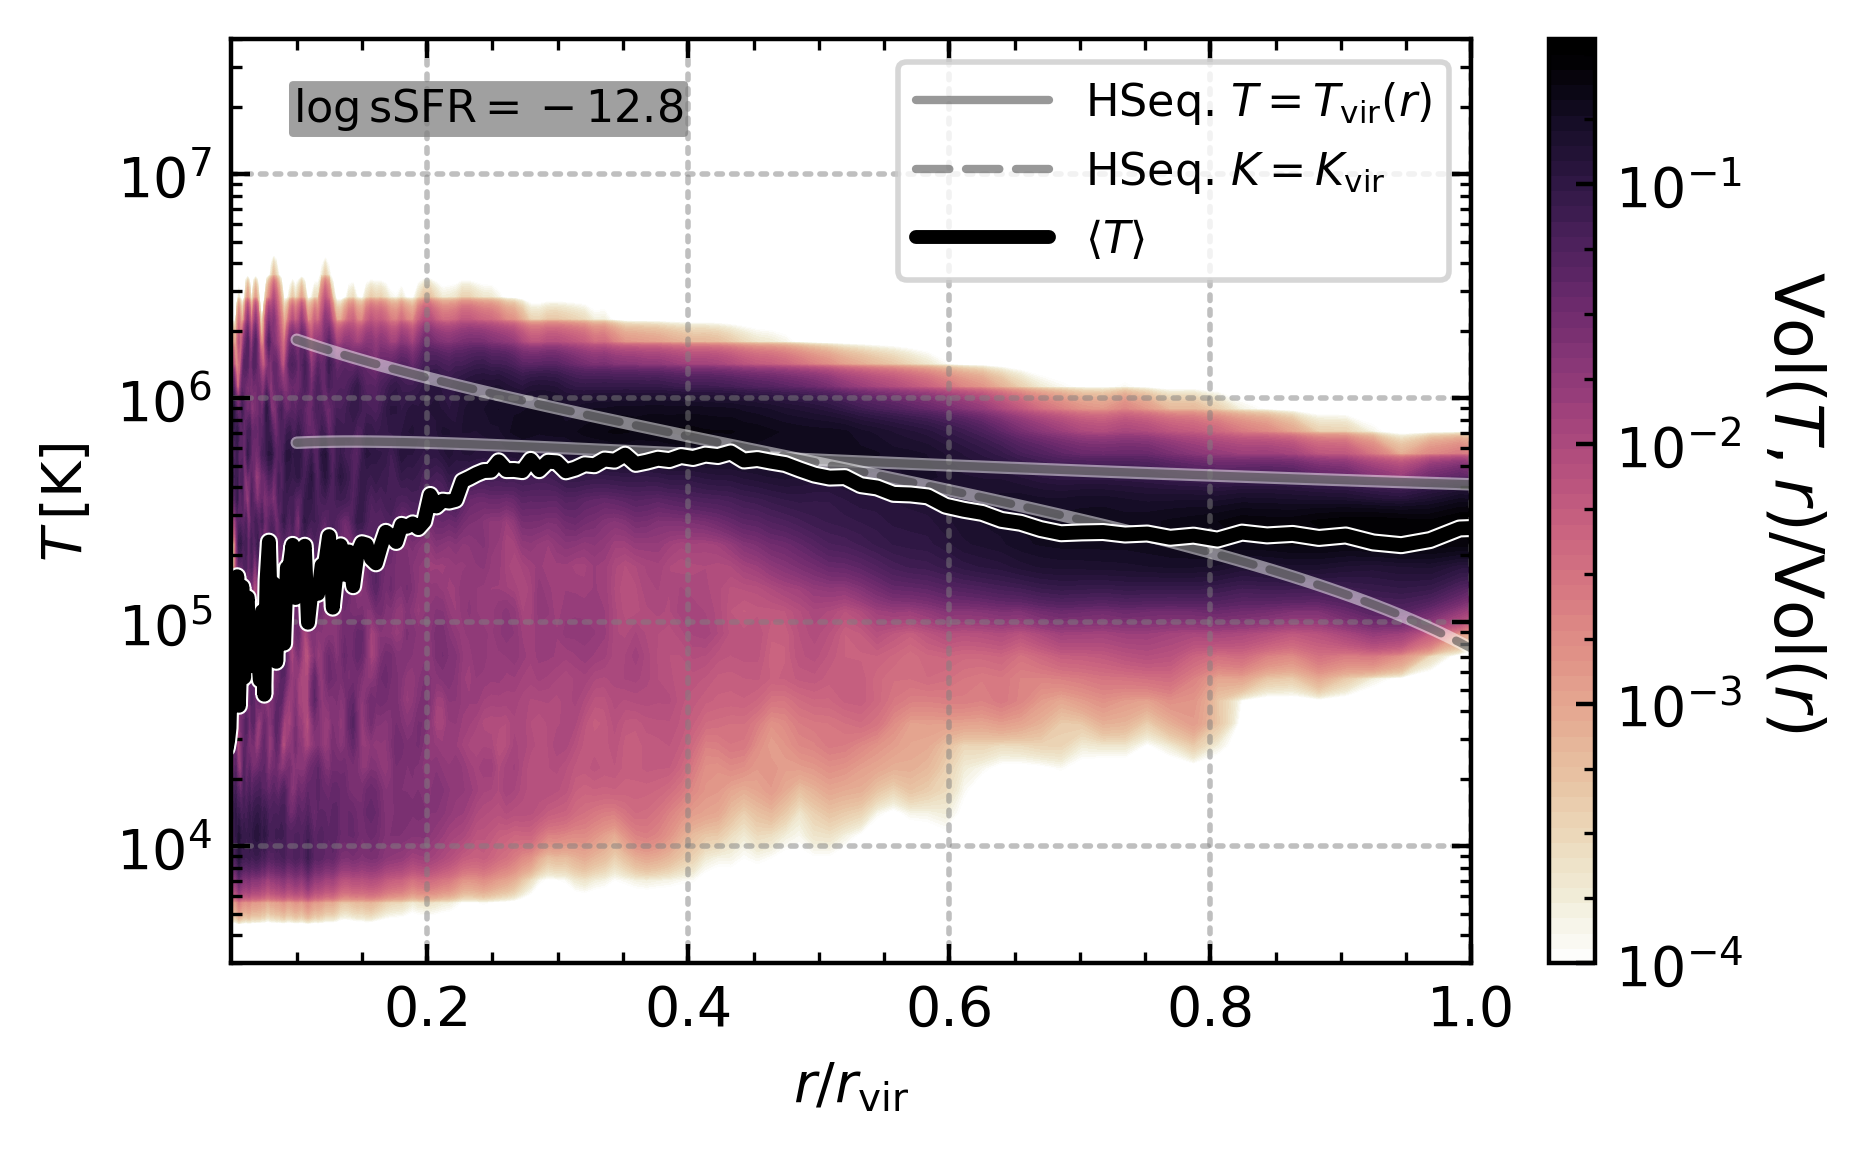 log sSFR = −12.8
HSeq. T = T_vir(r)
HSeq. K = K_vir
⟨T⟩
10^7
10^6
10^5
10^4
T [K]
0.2 0.4 0.6 0.8 1.0
r/r_vir
10^−1
10^−2
10^−3
10^−4
Vol(T, r)/Vol(r)